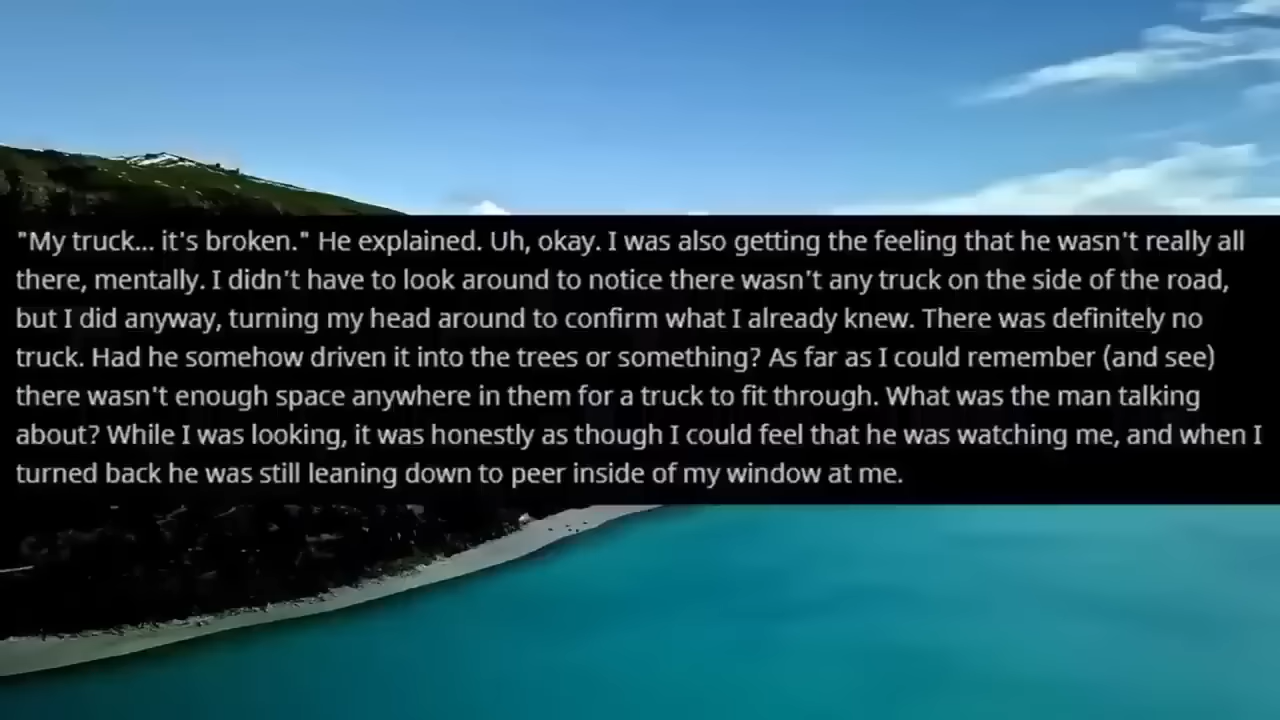 "My truck... it's broken." He explained. Uh, okay. I was also getting the feeling that he wasn't really all
there, mentally. I didn't have to look around to notice there wasn't any truck on the side of the road,
but I did anyway, turning my head around to confirm what I already knew. There was definitely no
truck. Had he somehow driven it into the trees or something? As far as I could remember (and see)
there wasn't enough space anywhere in them for a truck to fit through. What was the man talking
about? While I was looking, it was honestly as though I could feel that he was watching me, and when I
turned back he was still leaning down to peer inside of my window at me.